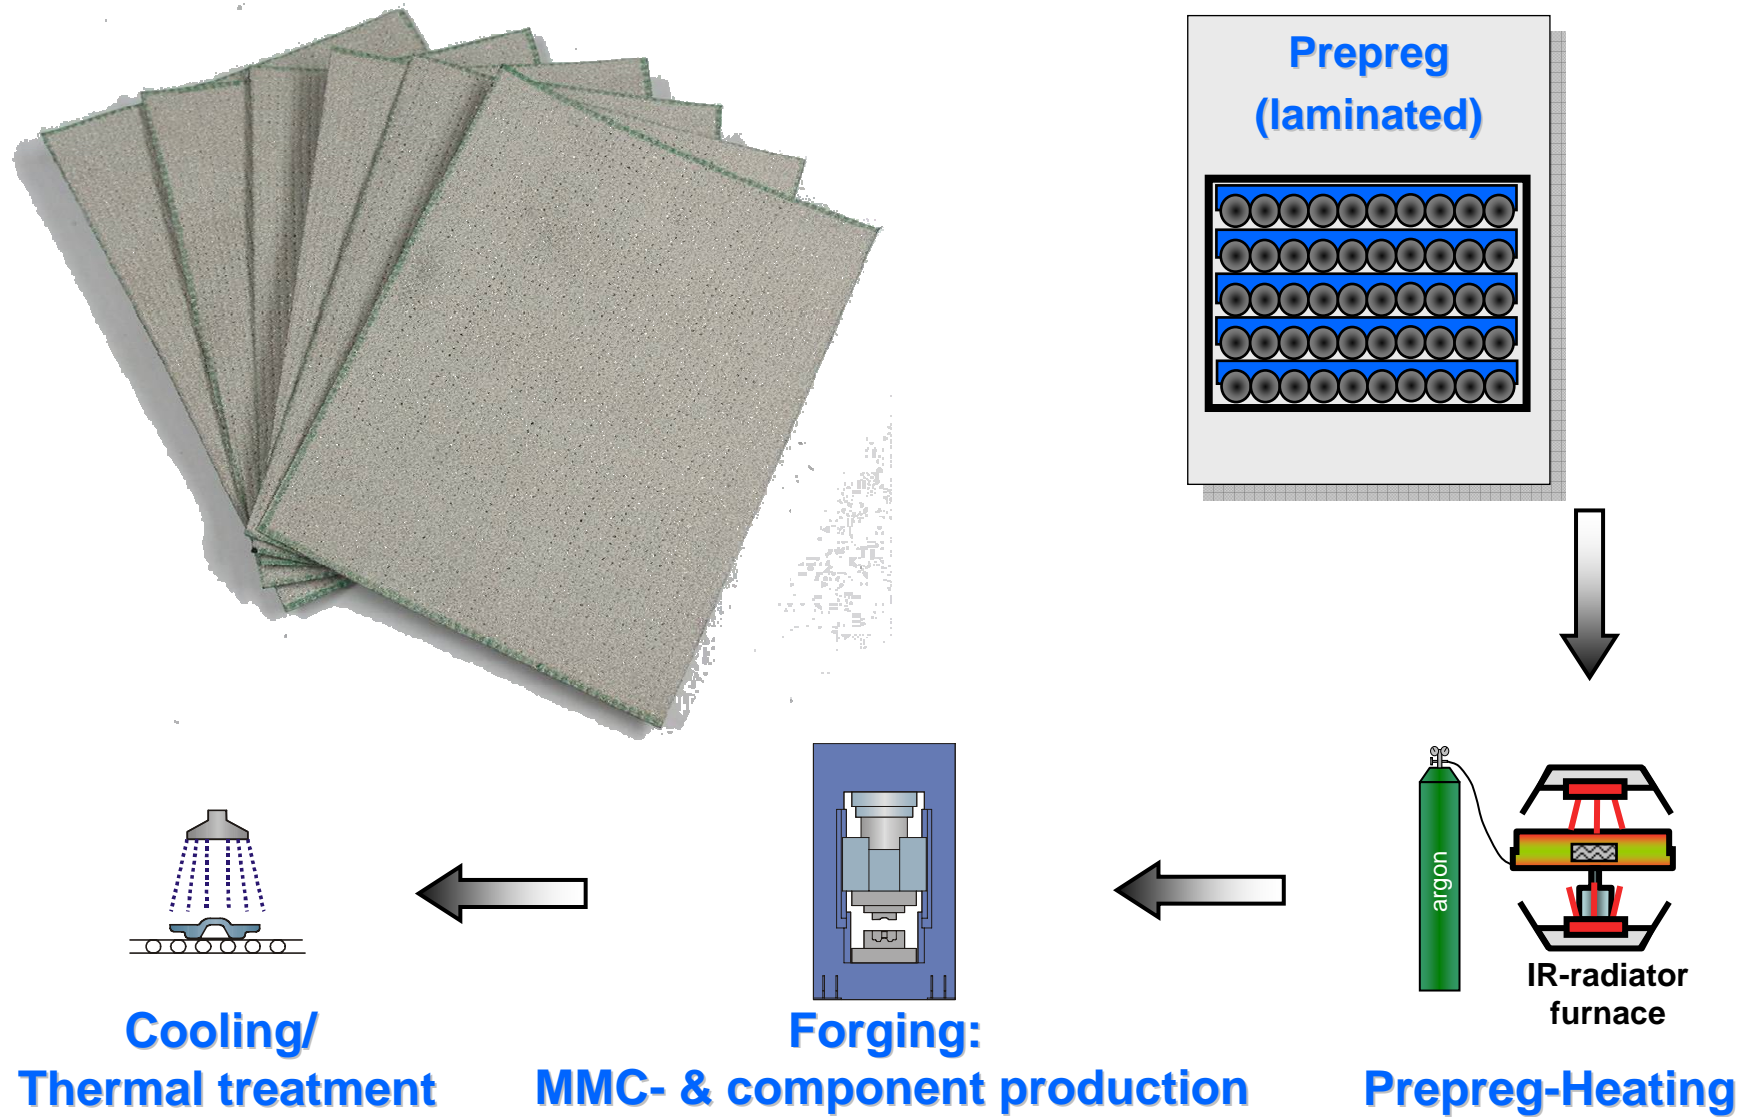 Prepreg
(laminated)
argon
IR-radiator
furnace
Cooling/
Thermal treatment
Forging:
MMC- & component production
Prepreg-Heating